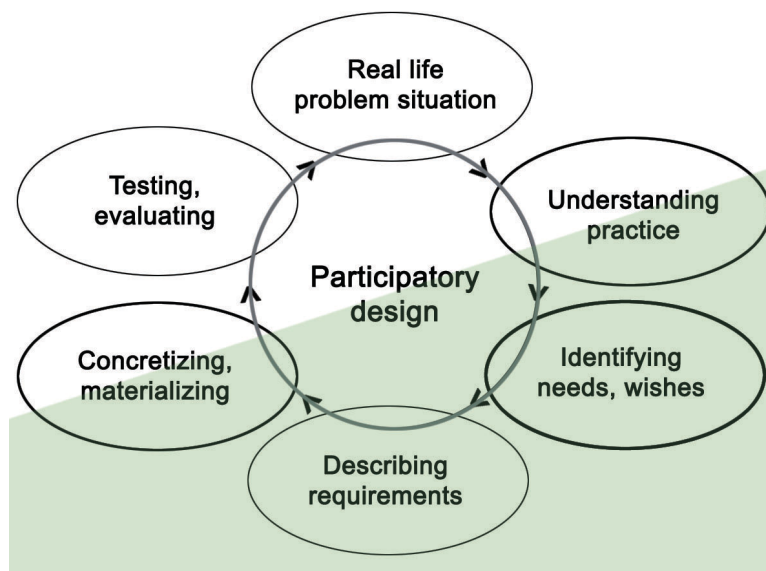 Real life
problem situation
Understanding
practice
Identifying
needs, wishes
Describing
requirements
Concretizing,
materializing
Testing,
evaluating
Participatory
design